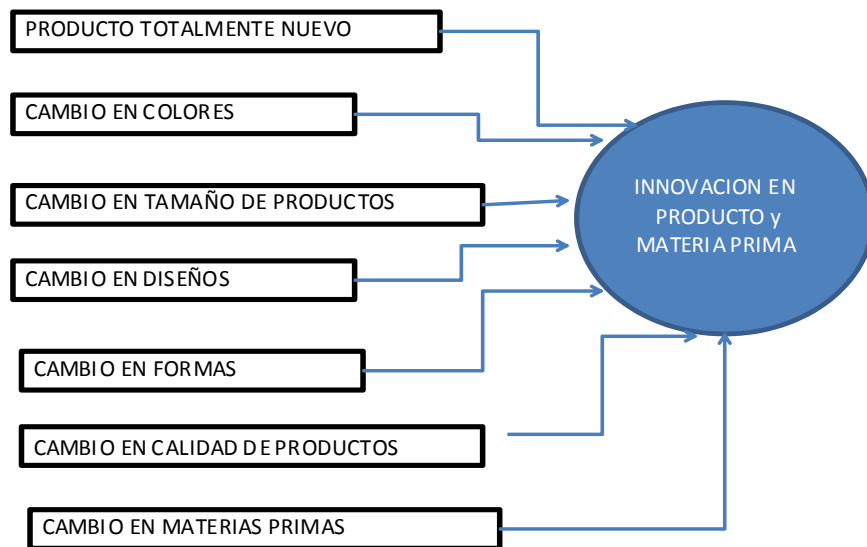 PRODUCTO TOTALMENTE NUEVO
CAMBIO EN COLORES
CAMBIO EN TAMAÑO DE PRODUCTOS
CAMBIO EN DISEÑOS
CAMBIO EN FORMAS
CAMBIO EN CALIDAD DE PRODUCTOS
CAMBIO EN MATERIAS PRIMAS
INNOVACION EN
PRODUCTO y
MATERIA PRIMA